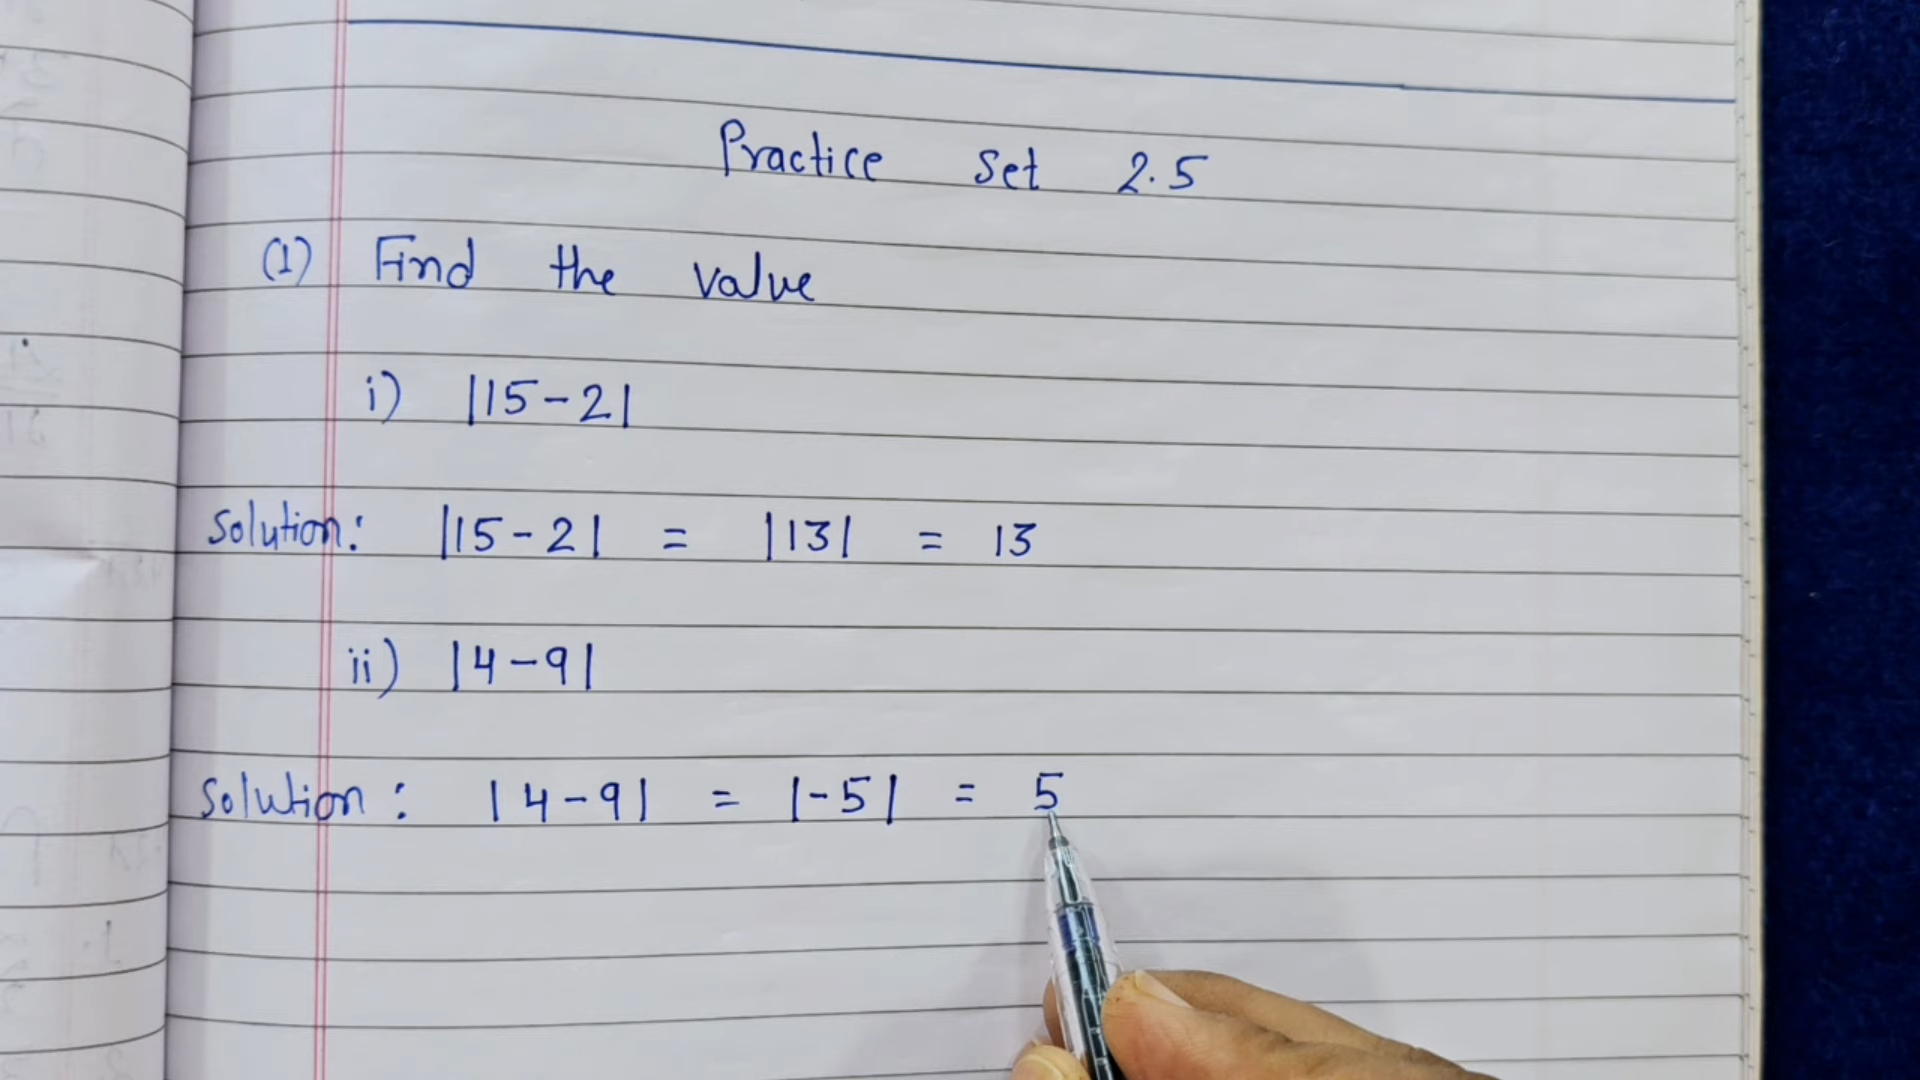 Practice Set 2.5
(1) Find the value
i) |15-2|
Solution: |15-2| = |13| = 13
ii) |4-9|
Solution: |4-9| = |-5| = 5